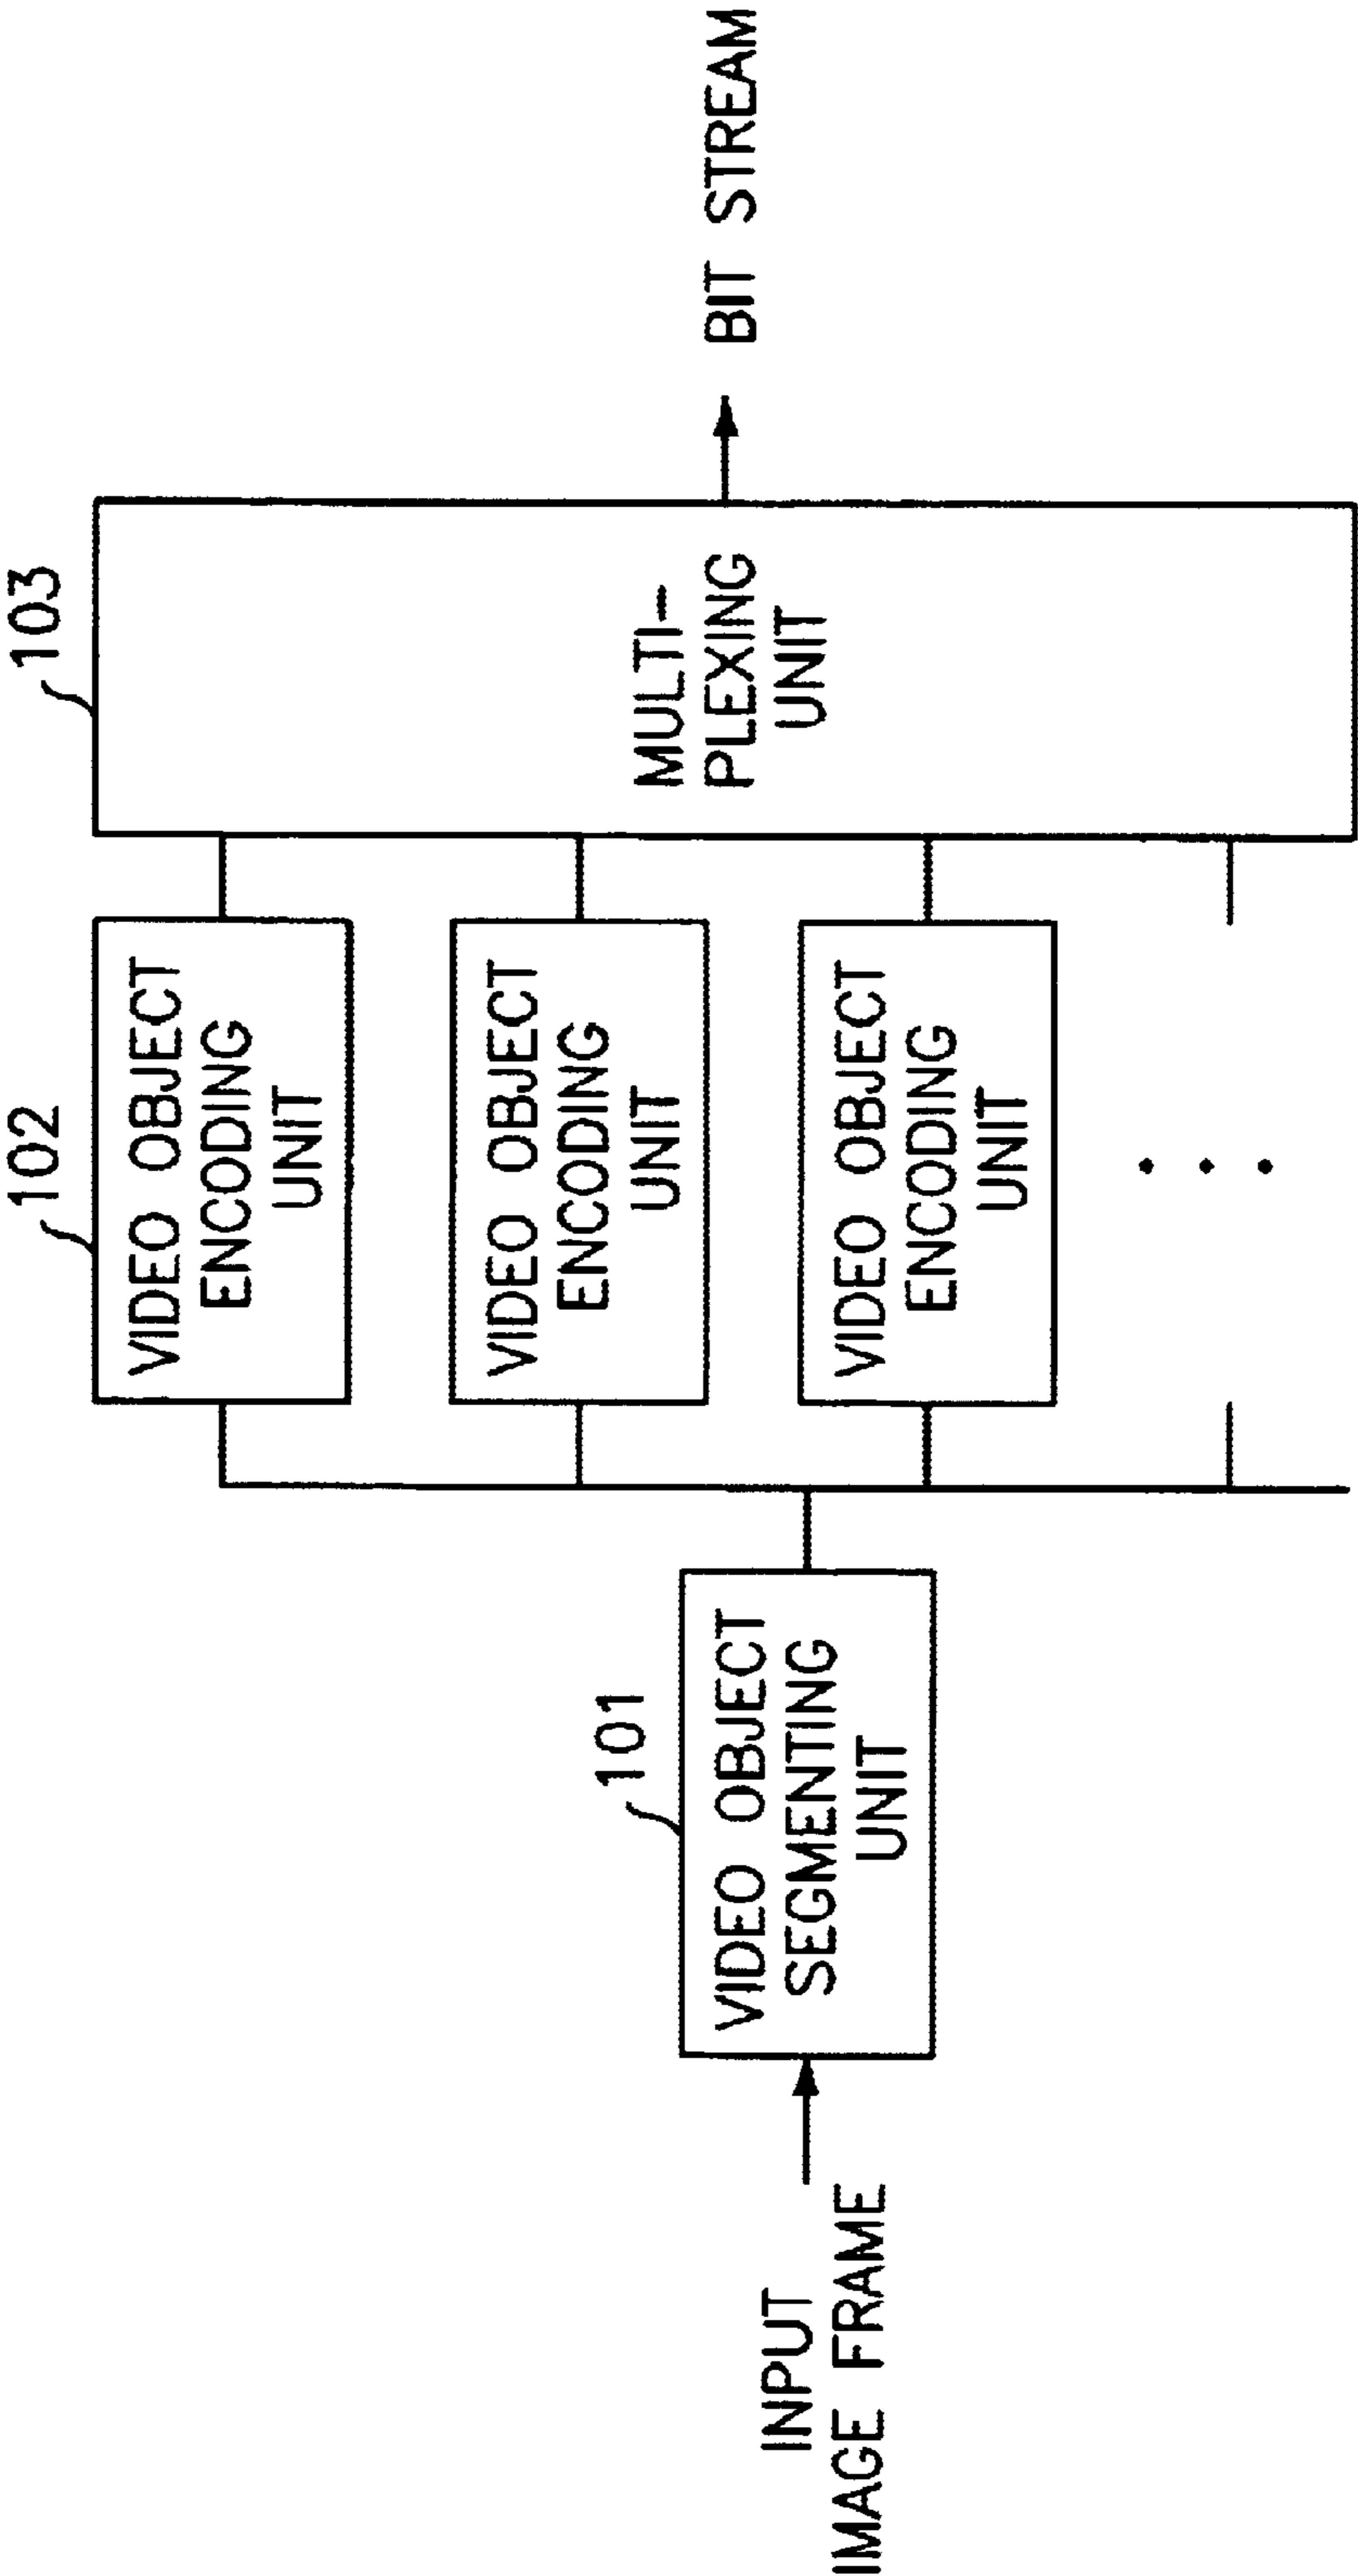 INPUT
IMAGE FRAME
101
VIDEO OBJECT
SEGMENTING
UNIT
102
VIDEO OBJECT
ENCODING
UNIT
VIDEO OBJECT
ENCODING
UNIT
VIDEO OBJECT
ENCODING
UNIT
103
MULTI-
PLEXING
UNIT
BIT STREAM